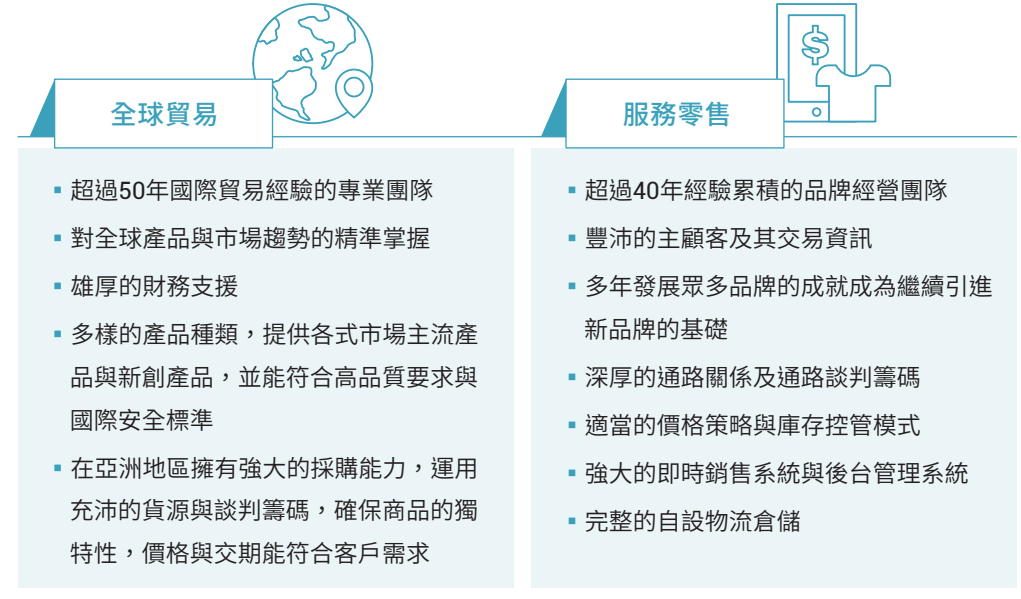 全球貿易
▪ 超過50年國際貿易經驗的專業團隊
▪ 對全球產品與市場趨勢的精準掌握
▪ 雄厚的財務支援
▪ 多樣的產品種類，提供各式市場主流產
品與新創產品，並能符合高品質要求與
國際安全標準
▪ 在亞洲地區擁有強大的採購能力，運用
充沛的貨源與談判籌碼，確保商品的獨
特性，價格與交期能符合客戶需求
$
服務零售
▪ 超過40年經驗累積的品牌經營團隊
▪ 豐沛的主顧客及其交易資訊
▪ 多年發展眾多品牌的成就成為繼續引進
新品牌的基礎
▪ 深厚的通路關係及通路談判籌碼
▪ 適當的價格策略與庫存控管模式
▪ 強大的即時銷售系統與後台管理系統
▪ 完整的自設物流倉儲